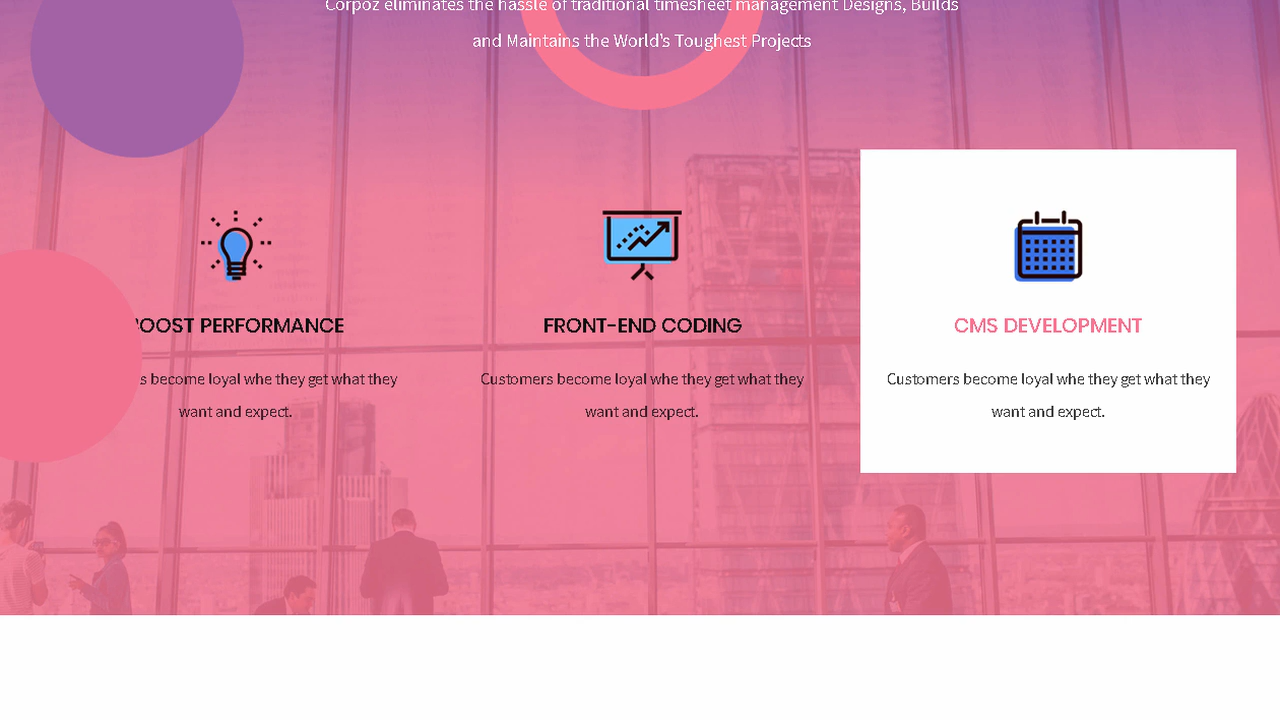 Corpoz eliminates the hassle of traditional timesheet management Designs, Builds
and Maintains the World's Toughest Projects
OOST PERFORMANCE
s become loyal whe they get what they
want and expect.
FRONT-END CODING
Customers become loyal whe they get what they
want and expect.
CMS DEVELOPMENT
Customers become loyal whe they get what they
want and expect.